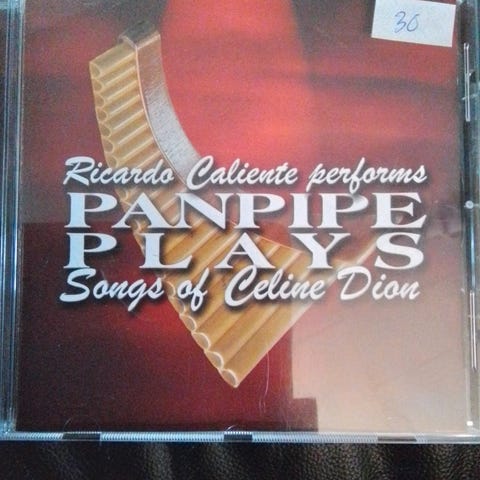 30
Ricardo Caliente performs
PANPIPE
PLAYS
Songs of Celine Dion